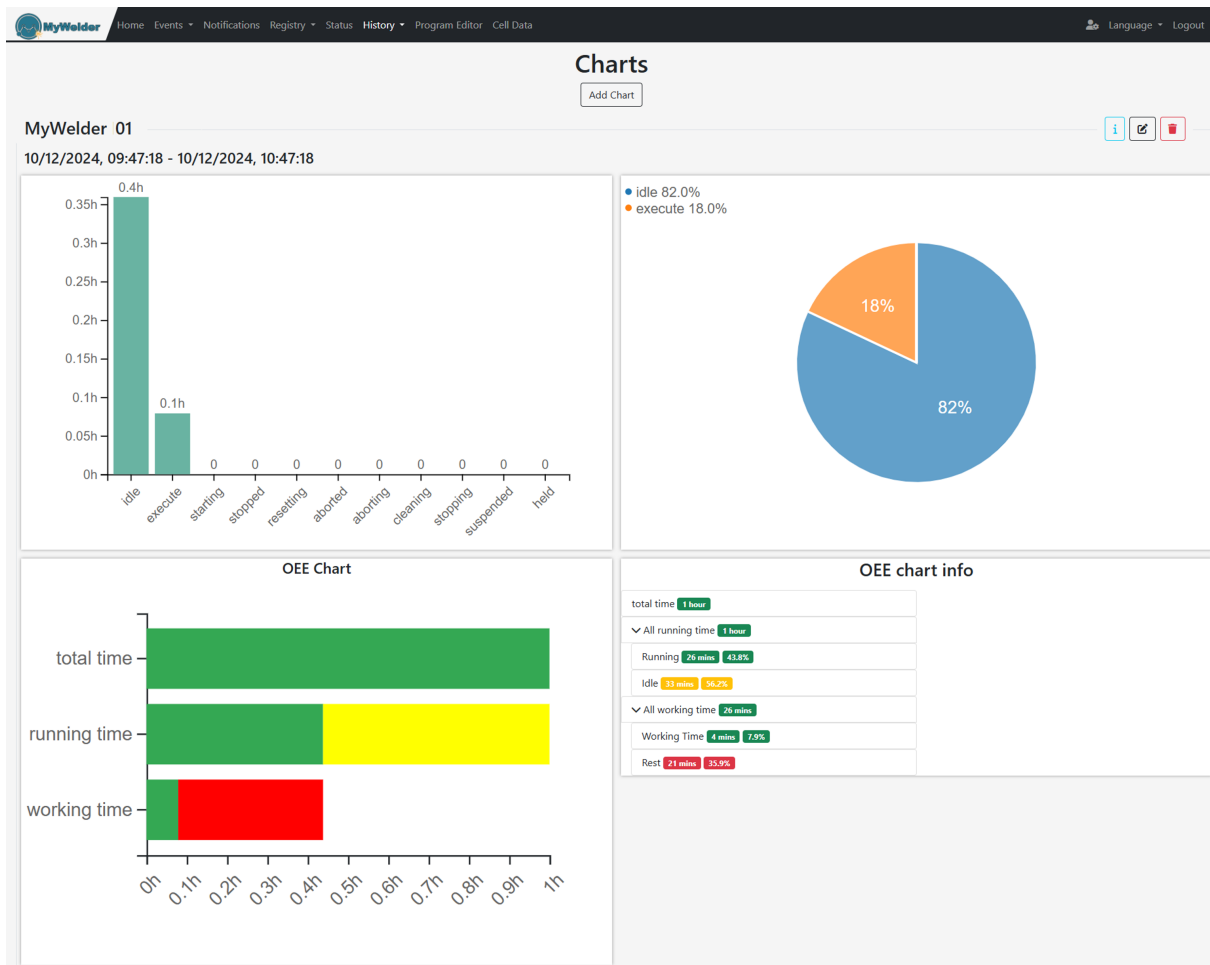 MyWelder Home Events Notifications Registry Status History Program Editor Cell Data Language Logout
Charts
Add Chart
MyWelder 01
i
10/12/2024, 09:47:18 - 10/12/2024, 10:47:18
0.4h
0.35h
0.3h
0.25h
0.2h
0.15h
0.1h
0.1h
0.05h
0h
0 0 0 0 0 0 0 0 0
idle execute starting stopped resetting aborted aborting cleaning stopping suspended held
idle 82.0%
execute 18.0%
18%
82%
OEE Chart
total time
running time
working time
0h 0.1h 0.2h 0.3h 0.4h 0.5h 0.6h 0.7h 0.8h 0.9h 1h
OEE chart info
total time 1 hour
All running time 1 hour
Running 26 mins 43.8%
Idle 33 mins 56.2%
All working time 26 mins
Working Time 4 mins 7.9%
Rest 21 mins 35.9%